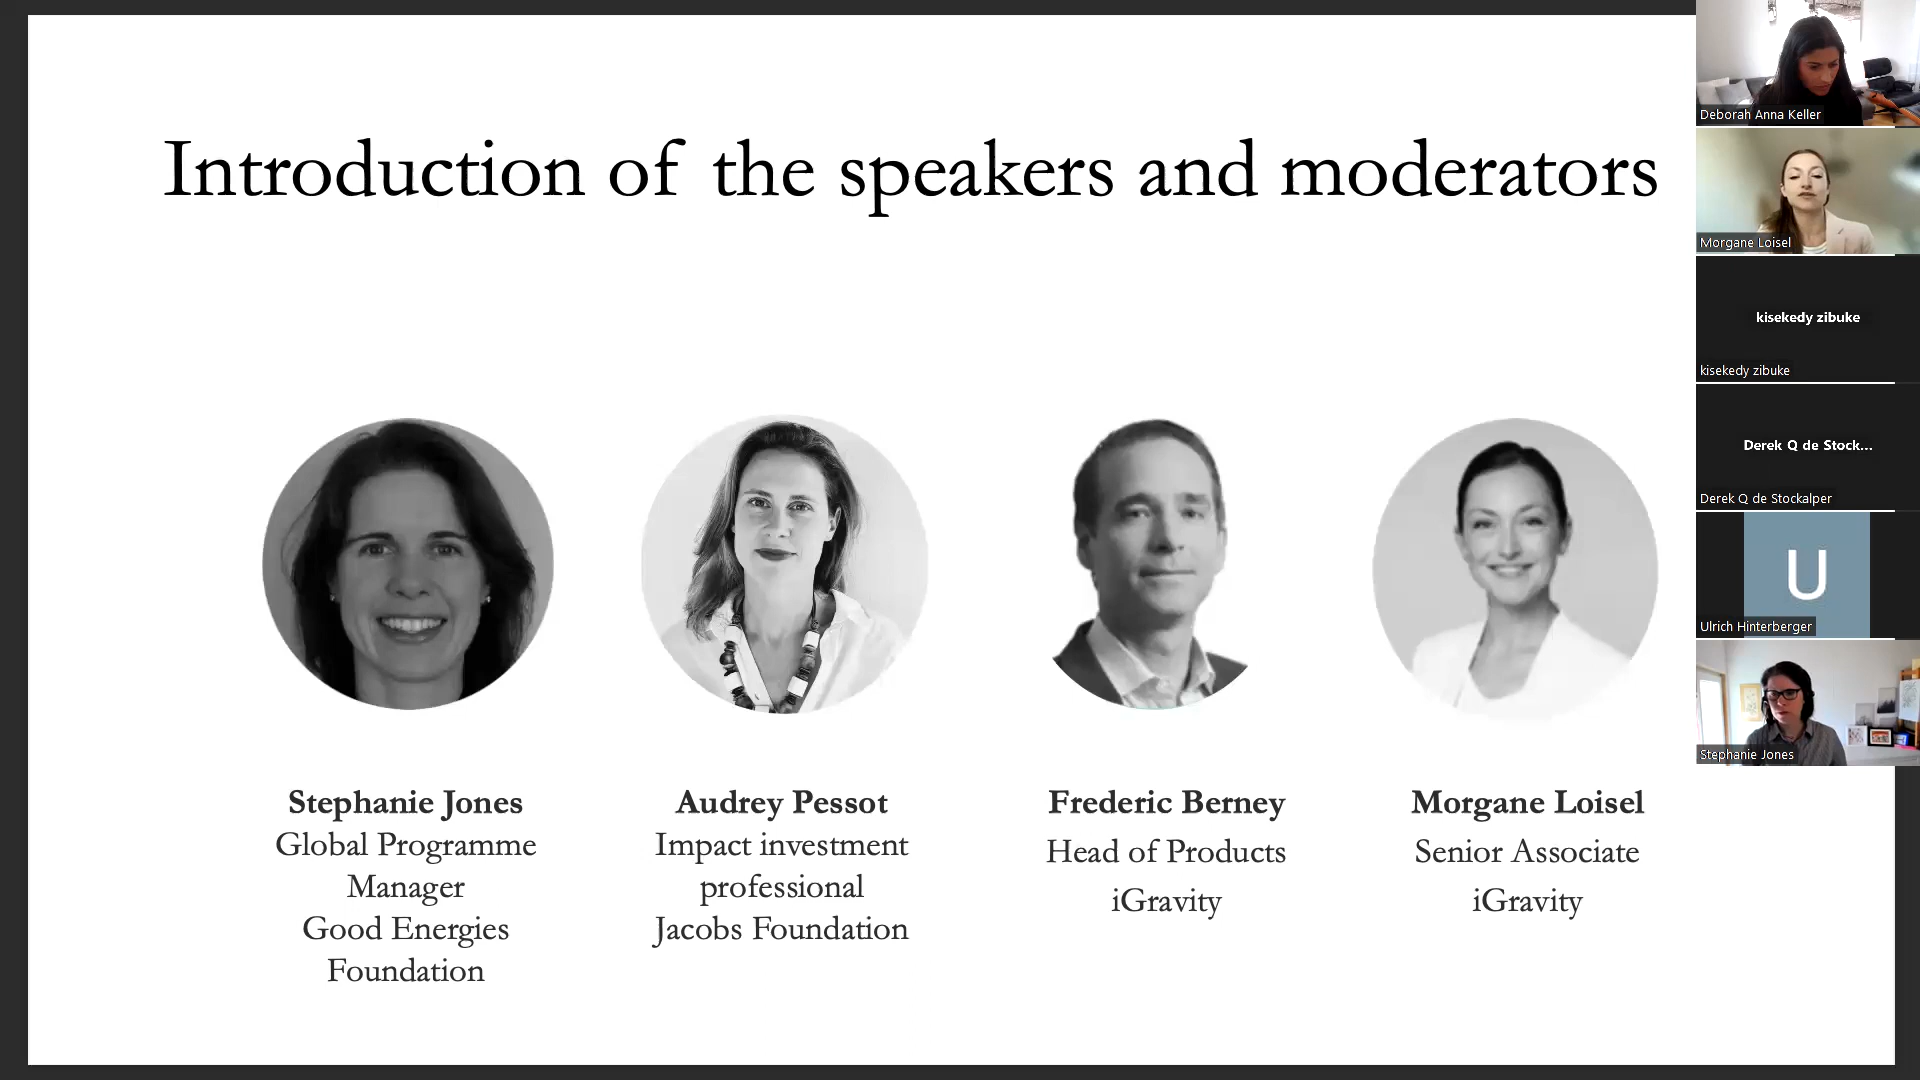 Introduction of the speakers and moderators
Stephanie Jones
Global Programme
Manager
Good Energies
Foundation
Audrey Pessot
Impact investment
professional
Jacobs Foundation
Frederic Berney
Head of Products
iGravity
Morgane Loisel
Senior Associate
iGravity
Deborah Anna Keller
Morgane Loisel
kisekedy zibuke
kisekedy zibuke
Derek Q de Stock...
Derek Q de Stockalper
U
Ulrich Hinterberger
Stephanie Jones